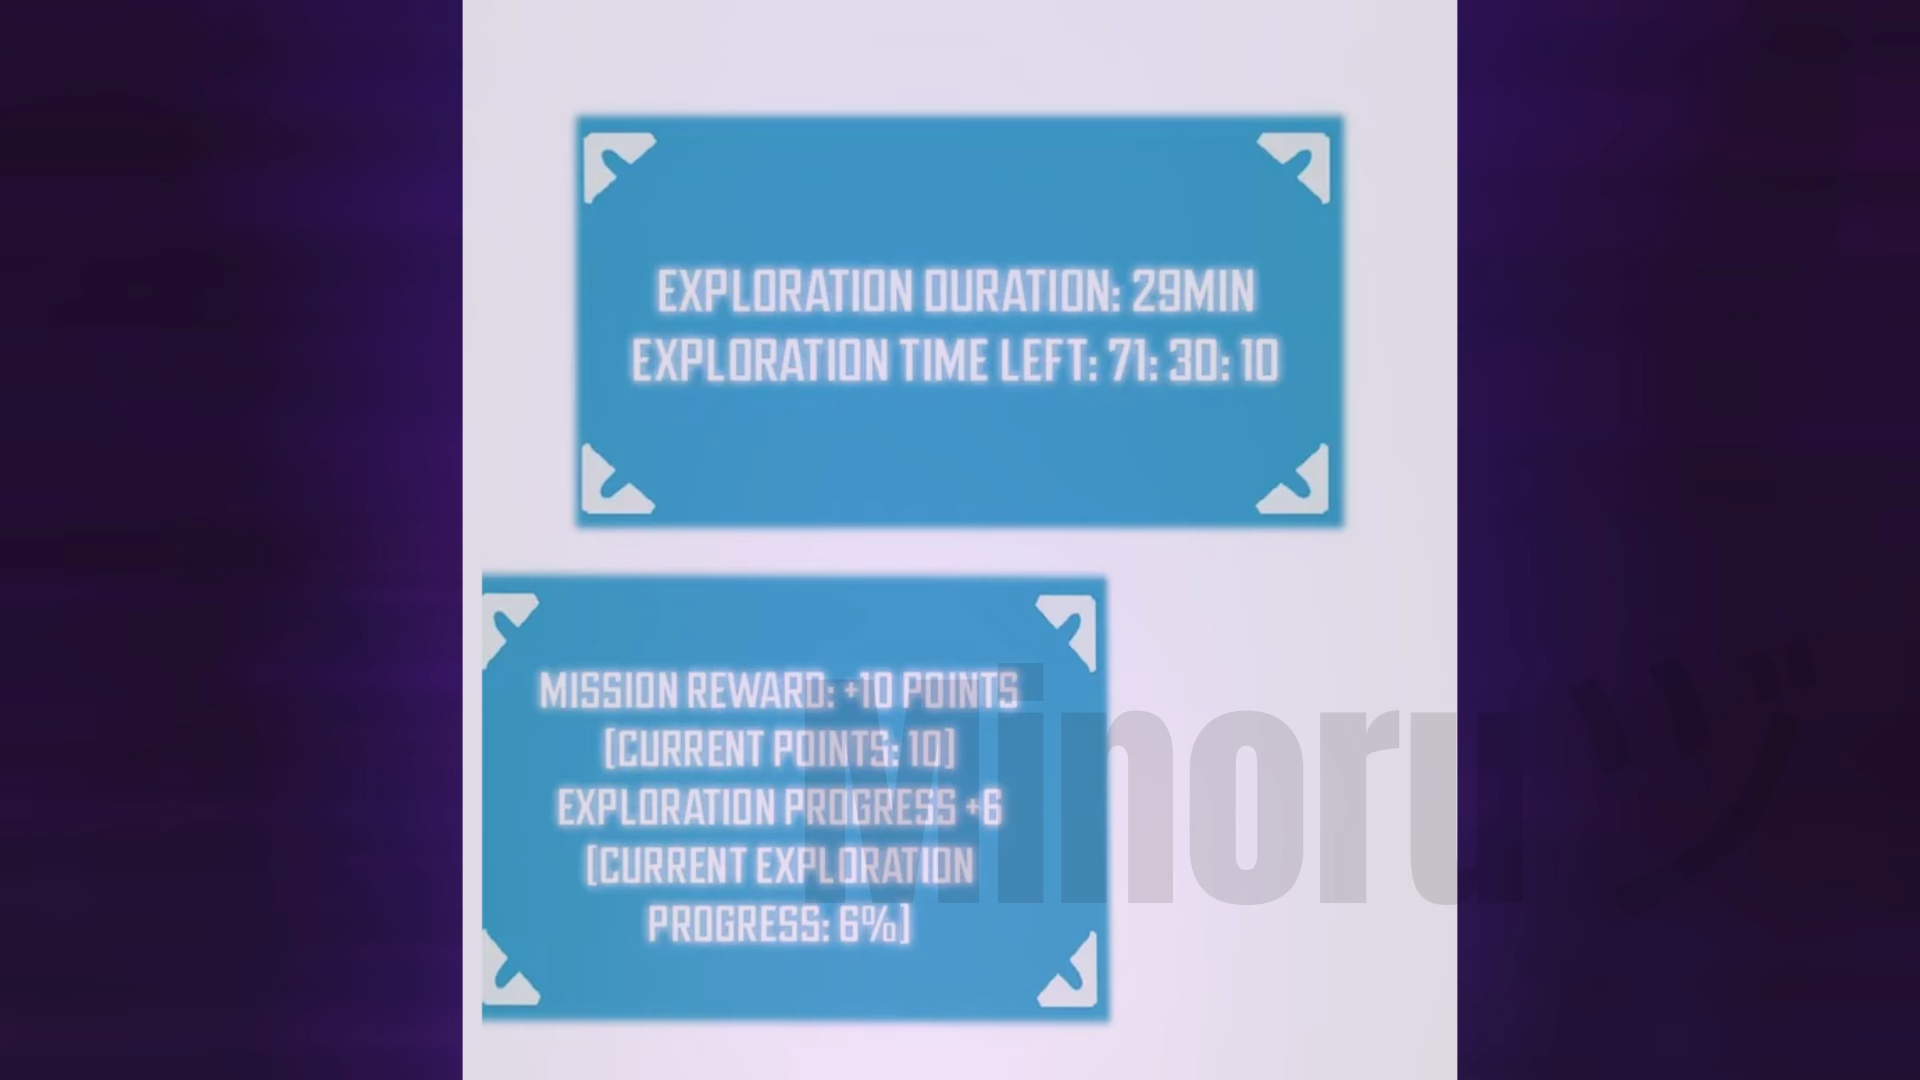 EXPLORATION DURATION: 29MIN
EXPLORATION TIME LEFT: 71: 30: 10
MISSION REWARD: +10 POINTS
[CURRENT POINTS: 10]
EXPLORATION PROGRESS +6
[CURRENT EXPLORATION
PROGRESS: 6%]
Minoru ヅ